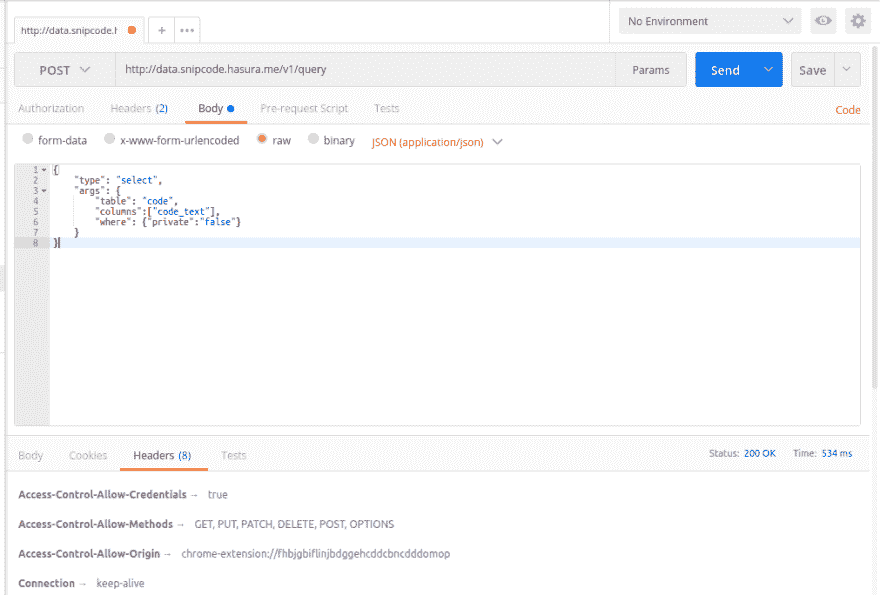 http://data.snipcode.h
No Environment
POST
http://data.snipcode.hasura.me/v1/query
Params
Send
Save
Authorization
Headers (2)
Body
Pre-request Script
Tests
Code
form-data
x-www-form-urlencoded
raw
binary
JSON (application/json)
1 {
2 "type": "select",
3 "args": {
4 "table": "code",
5 "columns":["code_text"],
6 "where": {"private":"false"}
7 }
8 }
Body
Cookies
Headers (8)
Tests
Status: 200 OK
Time: 534 ms
Access-Control-Allow-Credentials → true
Access-Control-Allow-Methods → GET, PUT, PATCH, DELETE, POST, OPTIONS
Access-Control-Allow-Origin → chrome-extension://fhbjgbiflinjbdggehcddcbncdddomop
Connection → keep-alive